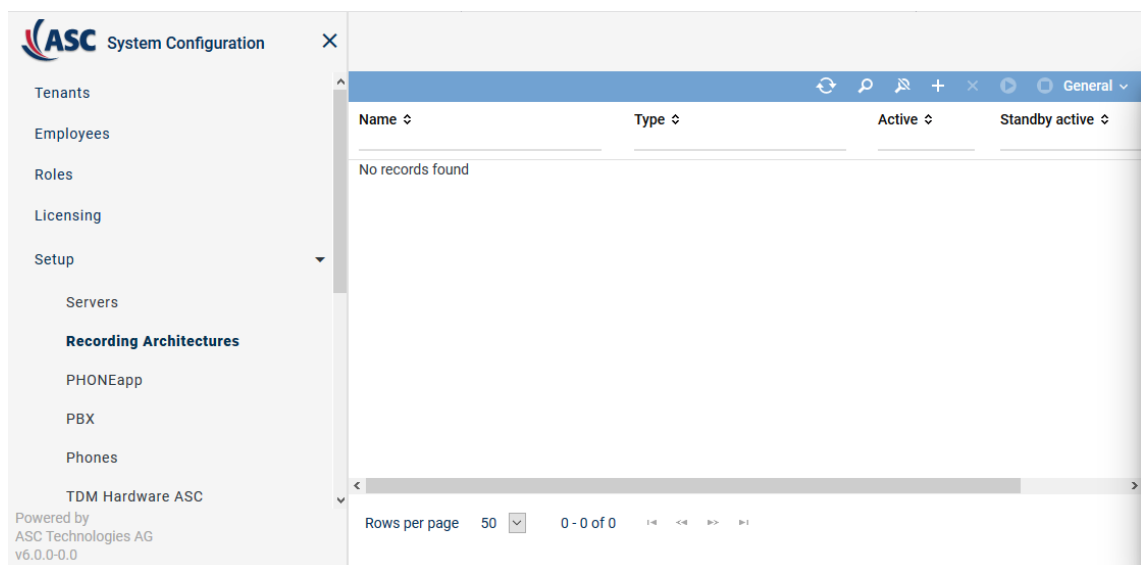 ASC System Configuration
Tenants
Employees
Roles
Licensing
Setup
Servers
Recording Architectures
PHONEapp
PBX
Phones
TDM Hardware ASC
Powered by
ASC Technologies AG
v6.0.0-0.0
General
Name Type Active Standby active
No records found
Rows per page 50 0 - 0 of 0